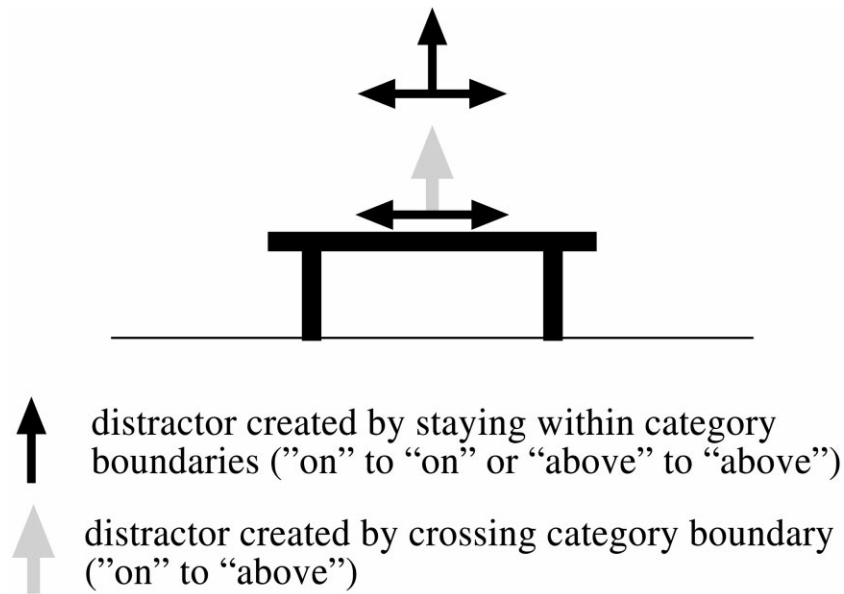 distractor created by staying within category
boundaries (”on” to “on” or “above” to “above”)
distractor created by crossing category boundary
(”on” to “above”)